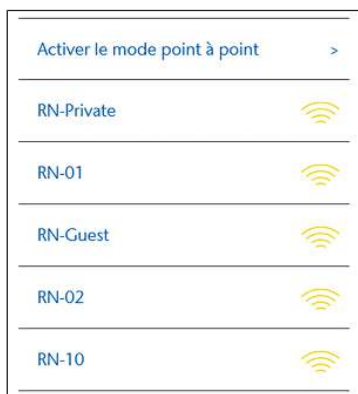 Activer le mode point à point >
RN-Private
RN-01
RN-Guest
RN-02
RN-10